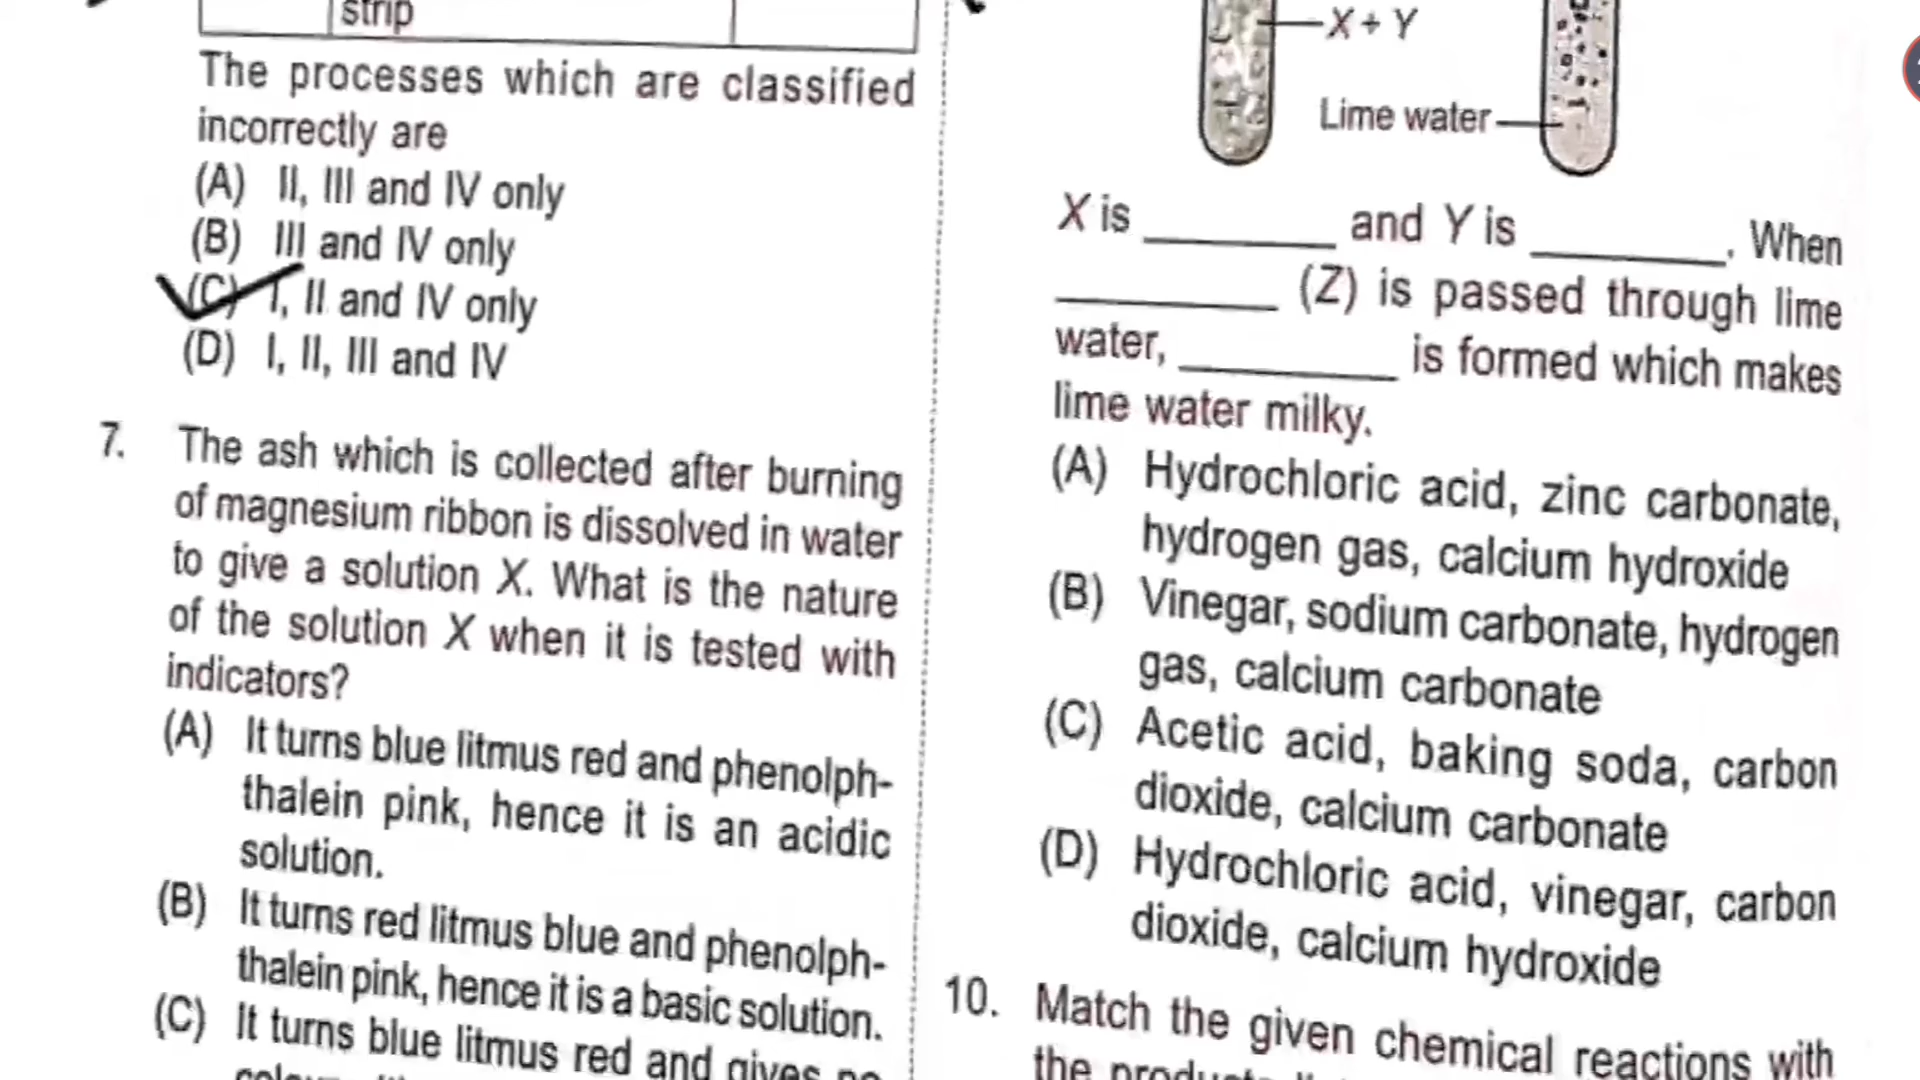 strip
The processes which are classified
incorrectly are
(A) II, III and IV only
(B) III and IV only
(C) I, II and IV only
(D) I, II, III and IV
7. The ash which is collected after burning
of magnesium ribbon is dissolved in water
to give a solution X. What is the nature
of the solution X when it is tested with
indicators?
(A) It turns blue litmus red and phenolph-
thalein pink, hence it is an acidic
solution.
(B) It turns red litmus blue and phenolph-
thalein pink, hence it is a basic solution.
(C) It turns blue litmus red and gives no
X + Y
Lime water
X is ________ and Y is ________. When
________ (Z) is passed through lime
water, ________ is formed which makes
lime water milky.
(A) Hydrochloric acid, zinc carbonate,
hydrogen gas, calcium hydroxide
(B) Vinegar, sodium carbonate, hydrogen
gas, calcium carbonate
(C) Acetic acid, baking soda, carbon
dioxide, calcium carbonate
(D) Hydrochloric acid, vinegar, carbon
dioxide, calcium hydroxide
10. Match the given chemical reactions with
the products